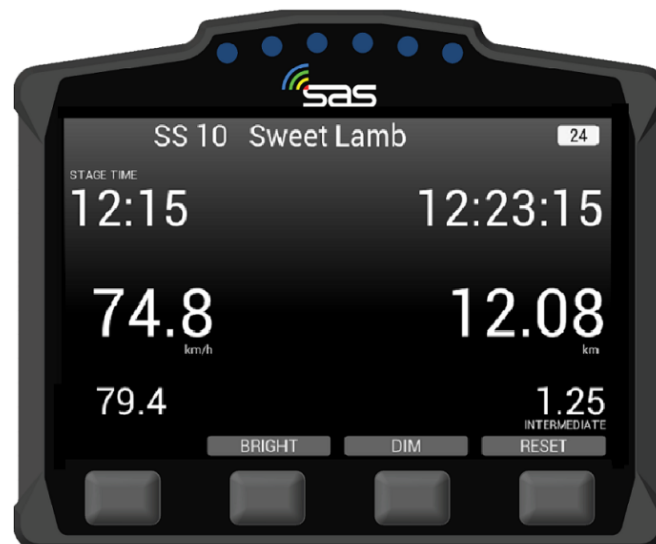 sas
SS 10 Sweet Lamb 24
STAGE TIME
12:15 12:23:15
74.8 12.08
km/h km
79.4 1.25
INTERMEDIATE
BRIGHT DIM RESET